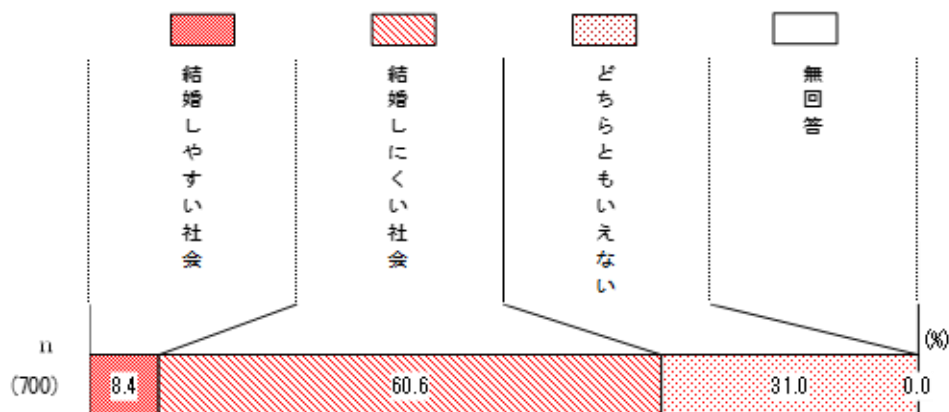 結婚しやすい社会
結婚しにくい社会
どちらともいえない
無回答
n
(%)
(700)
8.4
60.6
31.0
0.0